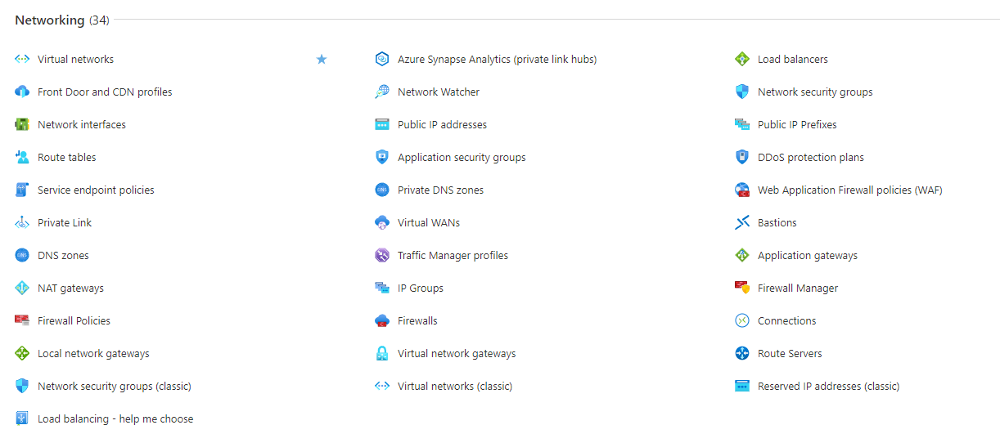 Networking (34)
Virtual networks
Azure Synapse Analytics (private link hubs)
Load balancers
Front Door and CDN profiles
Network Watcher
Network security groups
Network interfaces
Public IP addresses
Public IP Prefixes
Route tables
Application security groups
DDoS protection plans
Service endpoint policies
Private DNS zones
Web Application Firewall policies (WAF)
Private Link
Virtual WANs
Bastions
DNS zones
Traffic Manager profiles
Application gateways
NAT gateways
IP Groups
Firewall Manager
Firewall Policies
Firewalls
Connections
Local network gateways
Virtual network gateways
Route Servers
Network security groups (classic)
Virtual networks (classic)
Reserved IP addresses (classic)
Load balancing - help me choose